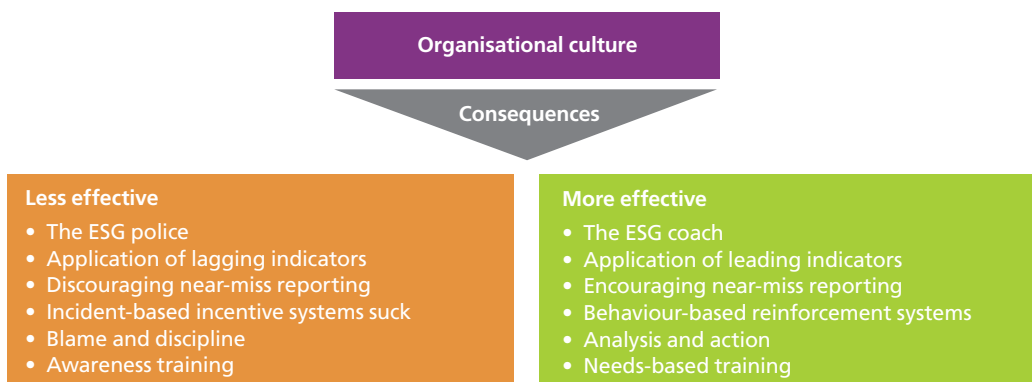 Organisational culture
Consequences
Less effective
• The ESG police
• Application of lagging indicators
• Discouraging near-miss reporting
• Incident-based incentive systems suck
• Blame and discipline
• Awareness training
More effective
• The ESG coach
• Application of leading indicators
• Encouraging near-miss reporting
• Behaviour-based reinforcement systems
• Analysis and action
• Needs-based training